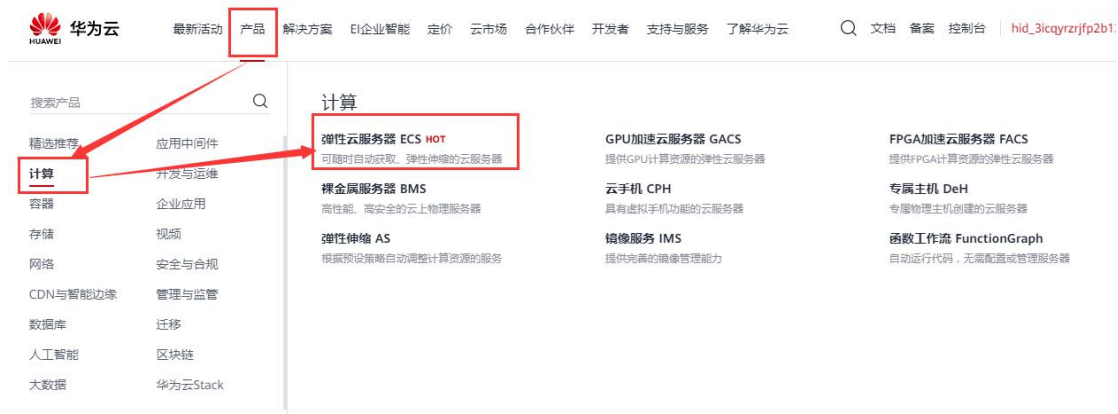 HUAWEI 华为云 最新活动 产品 解决方案 EI企业智能 定价 云市场 合作伙伴 开发者 支持与服务 了解华为云 文档 备案 控制台 hid_3icqyrzrjfp2b1
搜索产品
精选推荐 应用中间件
计算 开发与运维
容器 企业应用
存储 视频
网络 安全与合规
CDN与智能边缘 管理与监管
数据库 迁移
人工智能 区块链
大数据 华为云Stack
计算
弹性云服务器 ECS HOT
可随时自动获取、弹性伸缩的云服务器
GPU加速云服务器 GACS
提供GPU计算资源的弹性云服务器
FPGA加速云服务器 FACS
提供FPGA计算资源的弹性云服务器
裸金属服务器 BMS
高性能、高安全的云上物理服务器
云手机 CPH
具有虚拟手机功能的云服务器
专属主机 DeH
专属物理主机创建的云服务器
弹性伸缩 AS
根据预设策略自动调整计算资源的服务
镜像服务 IMS
提供完善的镜像管理能力
函数工作流 FunctionGraph
自动运行代码，无需配置或管理服务器